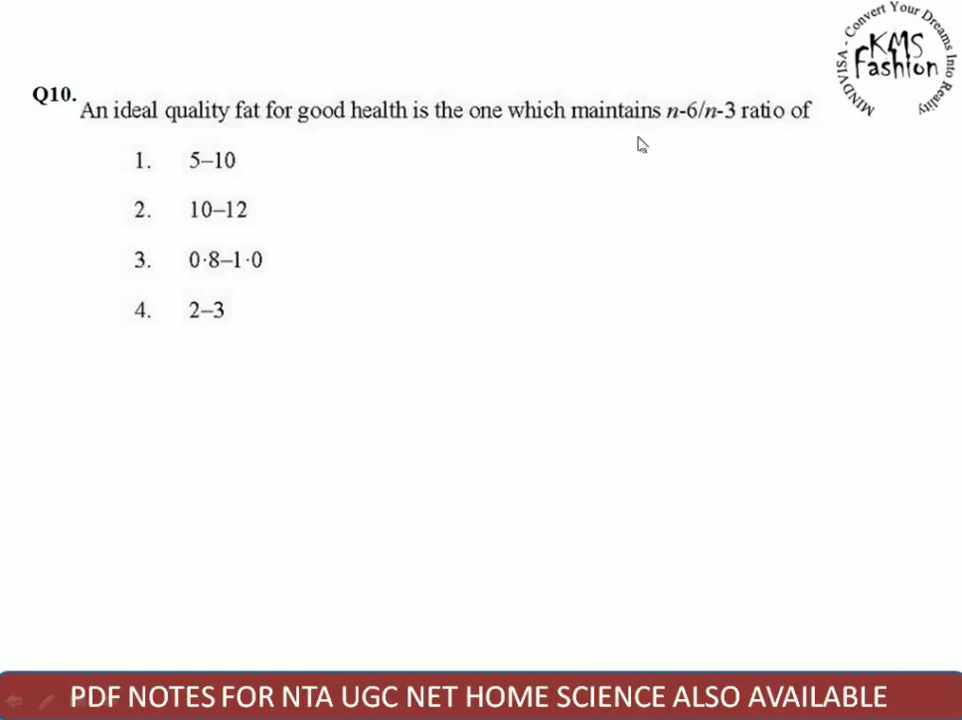 MINDVISA - Convert Your Dreams Into Reality
KMS
Fashion
Q10. An ideal quality fat for good health is the one which maintains n-6/n-3 ratio of
1. 5–10
2. 10–12
3. 0·8–1·0
4. 2–3
PDF NOTES FOR NTA UGC NET HOME SCIENCE ALSO AVAILABLE